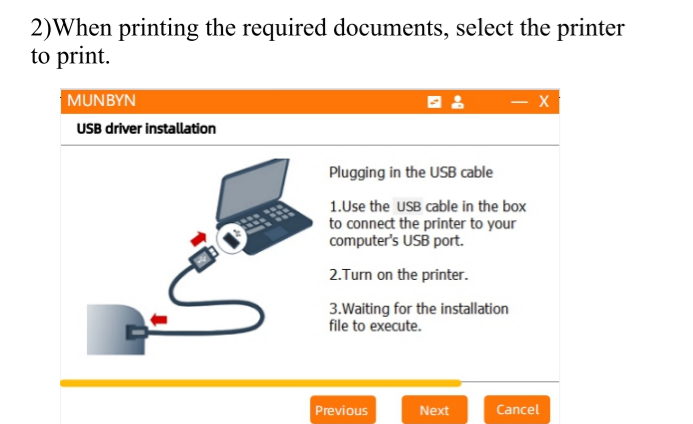 2)When printing the required documents, select the printer
to print.
MUNBYN
USB driver installation
Plugging in the USB cable
1.Use the USB cable in the box
to connect the printer to your
computer's USB port.
2.Turn on the printer.
3.Waiting for the installation
file to execute.
Previous
Next
Cancel